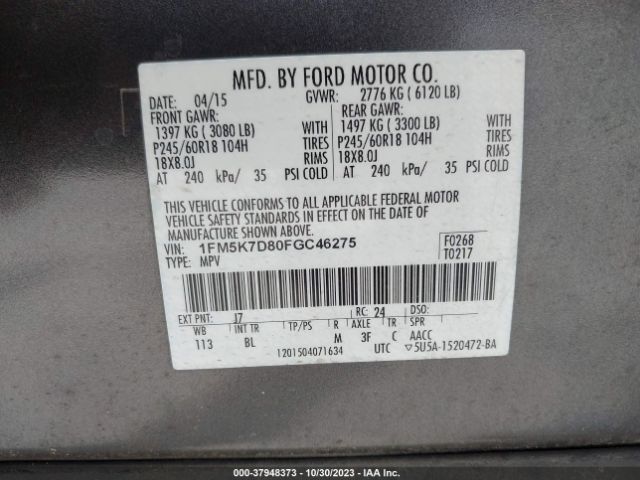 MFD. BY FORD MOTOR CO.
DATE: 04/15 GVWR: 2776 KG ( 6120 LB)
FRONT GAWR: REAR GAWR:
1397 KG ( 3080 LB) WITH 1497 KG ( 3300 LB) WITH
P245/60R18 104H TIRES P245/60R18 104H TIRES
18X8.0J RIMS 18X8.0J RIMS
AT 240 kPa/ 35 PSI COLD AT 240 kPa/ 35 PSI COLD
THIS VEHICLE CONFORMS TO ALL APPLICABLE FEDERAL MOTOR
VEHICLE SAFETY STANDARDS IN EFFECT ON THE DATE OF
MANUFACTURE SHOWN ABOVE.
VIN: 1FM5K7D80FGC46275 F0268
TYPE: MPV T0217
EXT PNT: J7 RC: 24 DSO:
WB INT TR TP/PS R AXLE TR SPR
113 BL M 3F C AACC
1201504071634 UTC ▽5U5A-1520472-BA
000-37948373 - 10/30/2023 - IAA Inc.